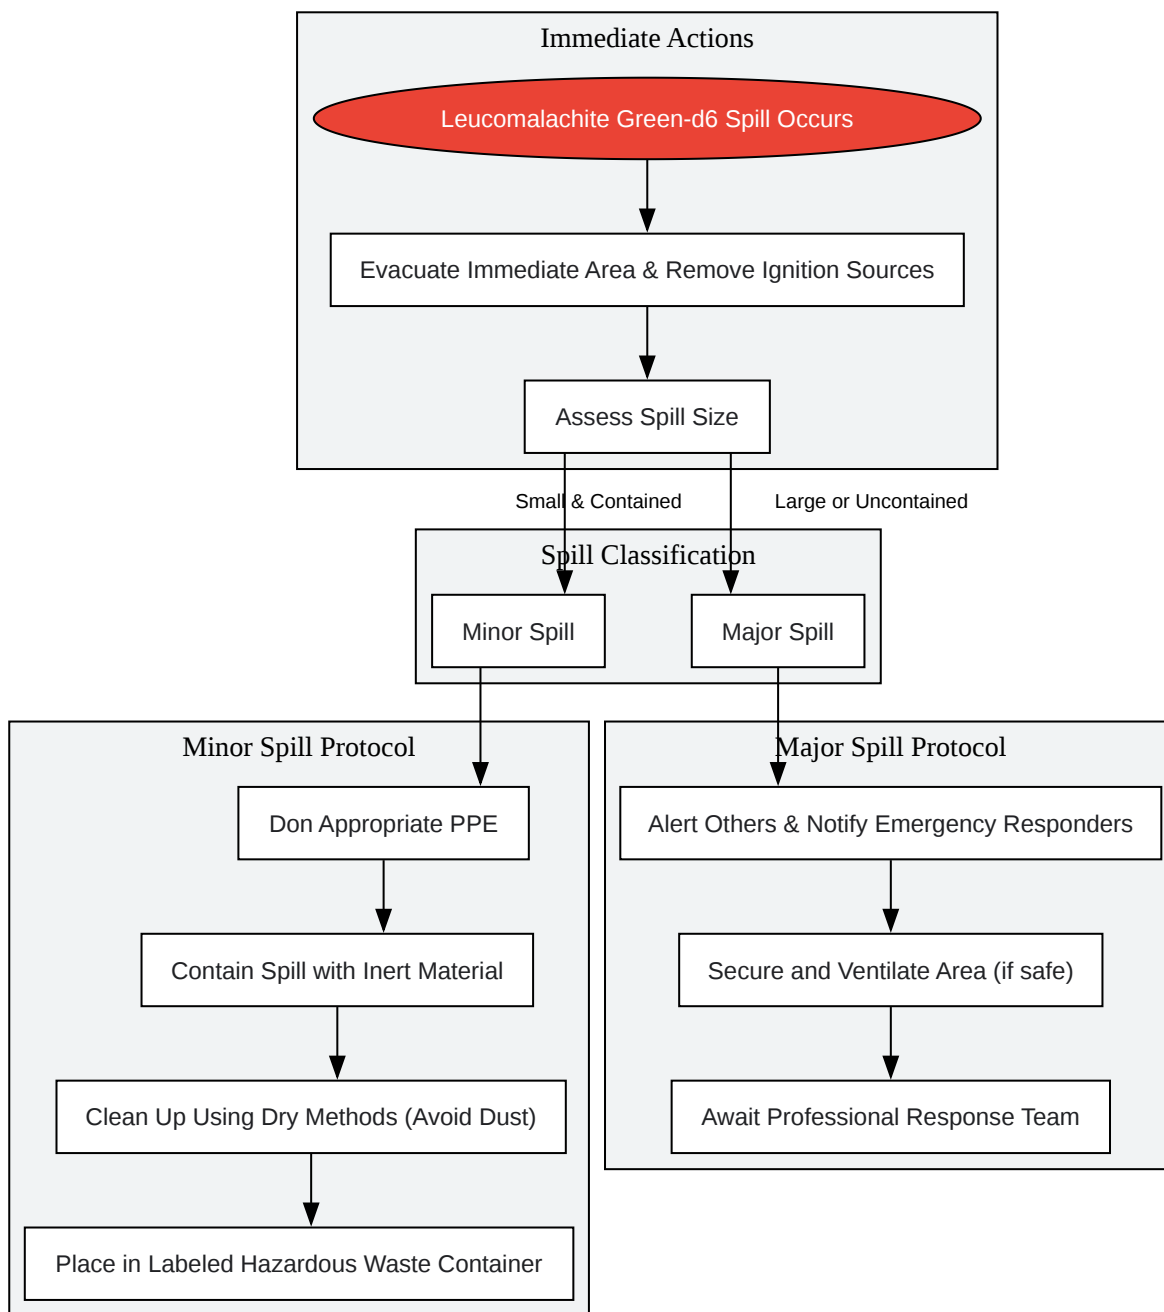 Immediate Actions
Leucomalachite Green-d6 Spill Occurs
Evacuate Immediate Area & Remove Ignition Sources
Assess Spill Size
Small & Contained
Large or Uncontained
Spill Classification
Minor Spill
Major Spill
Minor Spill Protocol
Don Appropriate PPE
Contain Spill with Inert Material
Clean Up Using Dry Methods (Avoid Dust)
Place in Labeled Hazardous Waste Container
Major Spill Protocol
Alert Others & Notify Emergency Responders
Secure and Ventilate Area (if safe)
Await Professional Response Team